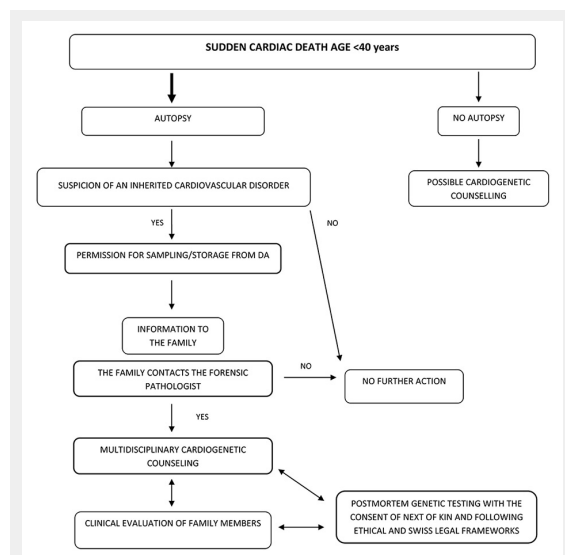 SUDDEN CARDIAC DEATH AGE <40 years
AUTOPSY
NO AUTOPSY
SUSPICION OF AN INHERITED CARDIOVASCULAR DISORDER
POSSIBLE CARDIOGENETIC
COUNSELLING
YES
NO
PERMISSION FOR SAMPLING/STORAGE FROM DA
INFORMATION TO
THE FAMILY
THE FAMILY CONTACTS THE FORENSIC
PATHOLOGIST
NO
NO FURTHER ACTION
YES
MULTIDISCIPLINARY CARDIOGENETIC
COUNSELING
POSTMORTEM GENETIC TESTING WITH THE
CONSENT OF NEXT OF KIN AND FOLLOWING
ETHICAL AND SWISS LEGAL FRAMEWORKS
CLINICAL EVALUATION OF FAMILY MEMBERS